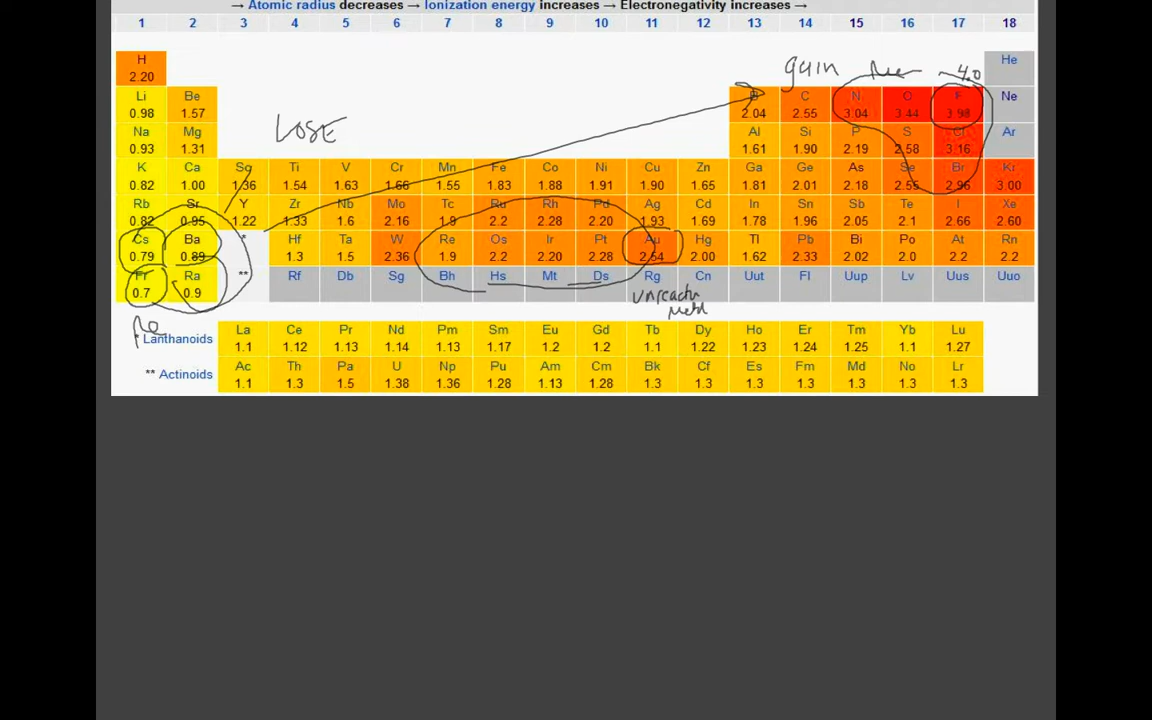 → Atomic radius decreases → Ionization energy increases → Electronegativity increases →
1 2 3 4 5 6 7 8 9 10 11 12 13 14 15 16 17 18
H He
2.20
gain 4.0
Li Be B C N O F Ne
0.98 1.57 2.04 2.55 3.04 3.44 3.98
LOSE
Na Mg Al Si P S Cl Ar
0.93 1.31 1.61 1.90 2.19 2.58 3.16
K Ca Sc Ti V Cr Mn Fe Co Ni Cu Zn Ga Ge As Se Br Kr
0.82 1.00 1.36 1.54 1.63 1.66 1.55 1.83 1.88 1.91 1.90 1.65 1.81 2.01 2.18 2.55 2.96 3.00
Rb Sr Y Zr Nb Mo Tc Ru Rh Pd Ag Cd In Sn Sb Te I Xe
0.82 0.95 1.22 1.33 1.6 2.16 1.9 2.2 2.28 2.20 1.93 1.69 1.78 1.96 2.05 2.1 2.66 2.60
Cs Ba * Hf Ta W Re Os Ir Pt Au Hg Tl Pb Bi Po At Rn
0.79 0.89 1.3 1.5 2.36 1.9 2.2 2.20 2.28 2.54 2.00 1.62 2.33 2.02 2.0 2.2 2.2
Fr Ra ** Rf Db Sg Bh Hs Mt Ds Rg Cn Uut Fl Uup Lv Uus Uuo
0.7 0.9
metal
* Lanthanoids La Ce Pr Nd Pm Sm Eu Gd Tb Dy Ho Er Tm Yb Lu
1.1 1.12 1.13 1.14 1.13 1.17 1.2 1.2 1.1 1.22 1.23 1.24 1.25 1.1 1.27
** Actinoids Ac Th Pa U Np Pu Am Cm Bk Cf Es Fm Md No Lr
1.1 1.3 1.5 1.38 1.36 1.28 1.13 1.28 1.3 1.3 1.3 1.3 1.3 1.3 1.3